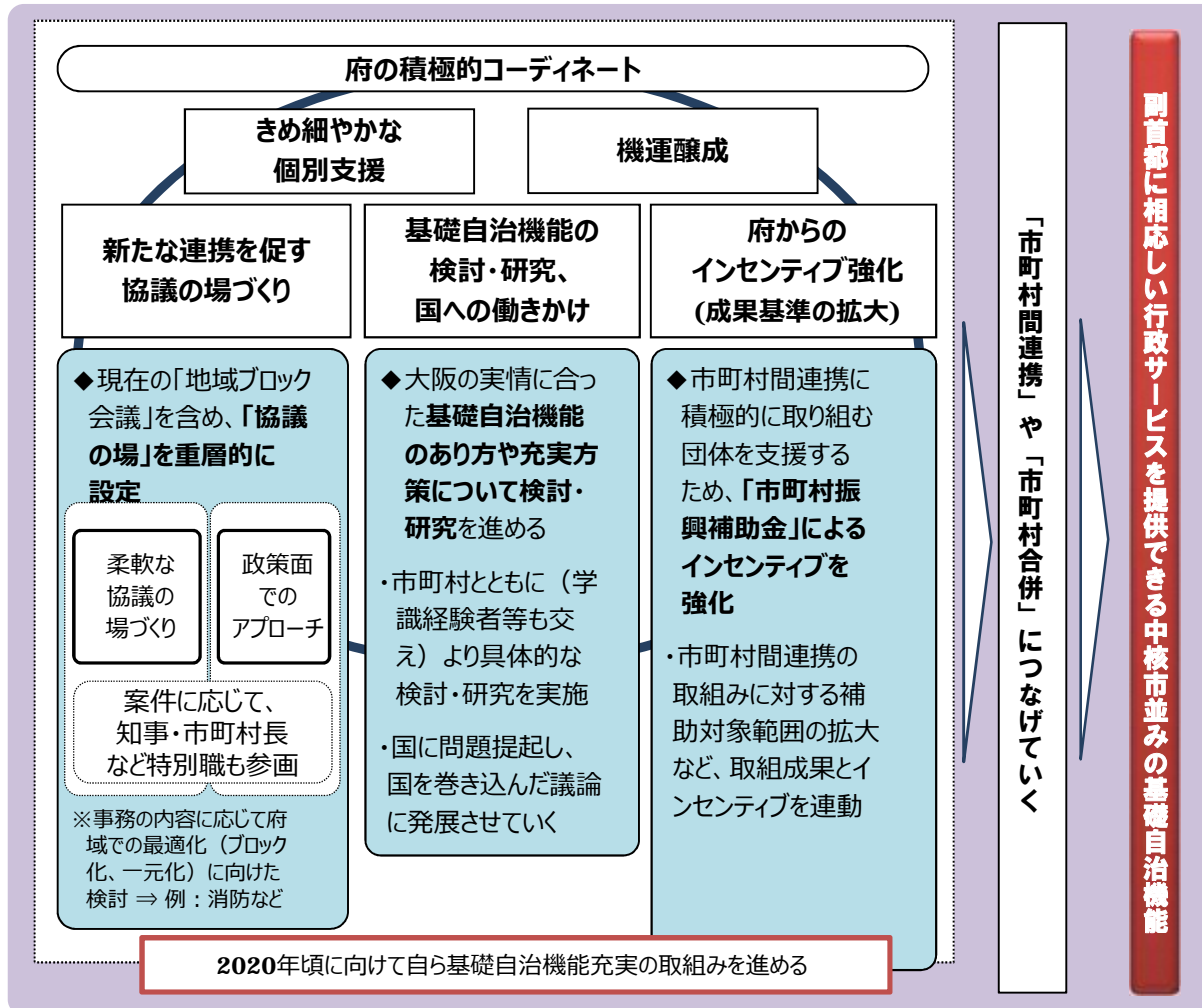 府の積極的コーディネート
きめ細やかな
個別支援
機運醸成
新たな連携を促す
協議の場づくり
基礎自治機能の
検討・研究、
国への働きかけ
府からの
インセンティブ強化
(成果基準の拡大)
◆現在の「地域ブロック
会議」を含め、「協議
の場」を重層的に
設定
柔軟な
協議の
場づくり
政策面
での
アプローチ
案件に応じて、
知事・市町村長
など特別職も参画
※事務の内容に応じて府
域での最適化（ブロック
化、一元化）に向けた
検討 ⇒ 例：消防など
◆大阪の実情に合っ
た基礎自治機能
のあり方や充実方
策について検討・
研究を進める
・市町村とともに（学
識経験者等も交
え）より具体的な
検討・研究を実施
・国に問題提起し、
国を巻き込んだ議論
に発展させていく
◆市町村間連携に
積極的に取り組む
団体を支援する
ため、「市町村振
興補助金」による
インセンティブを
強化
・市町村間連携の
取組みに対する補
助対象範囲の拡大
など、取組成果とイ
ンセンティブを連動
2020年頃に向けて自ら基礎自治機能充実の取組みを進める
「市町村間連携」や「市町村合併」につなげていく
副首都に相応しい行政サービスを提供できる中核市並みの基礎自治機能